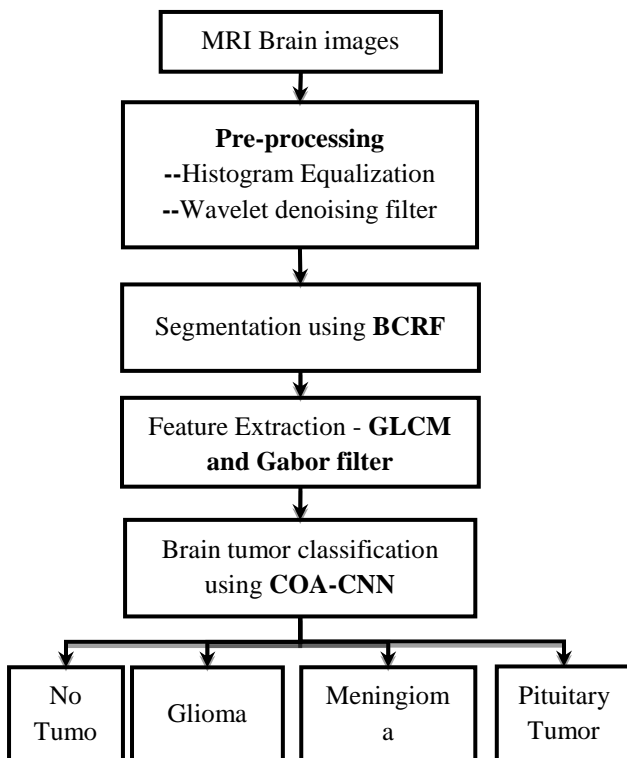 MRI Brain images
Pre-processing
--Histogram Equalization
--Wavelet denoising filter
Segmentation using BCRF
Feature Extraction - GLCM
and Gabor filter
Brain tumor classification
using COA-CNN
No
Tumo
Glioma
Meningiom
a
Pituitary
Tumor